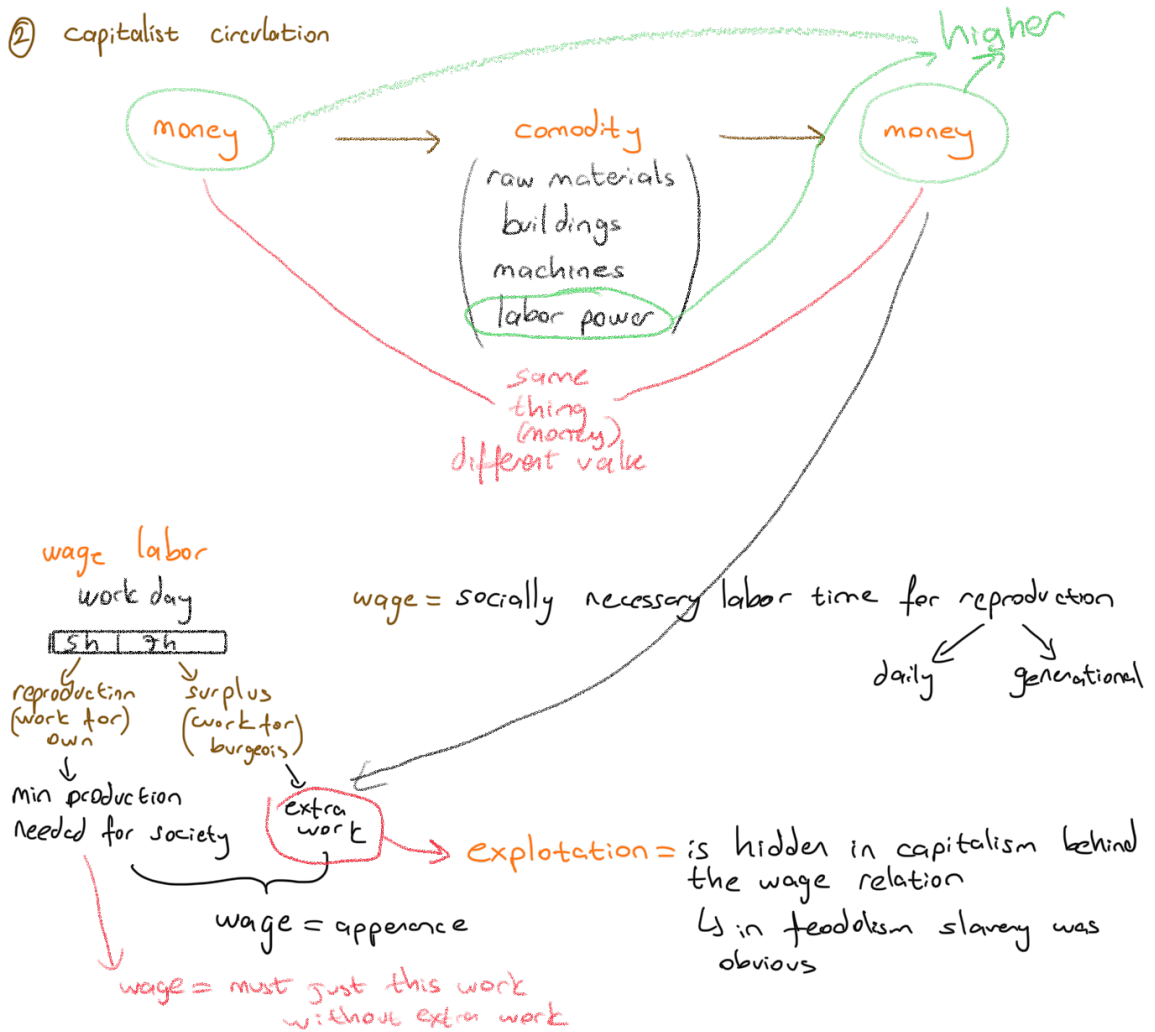 ② capitalist circulation
higher
money
comodity
money
raw materials
buildings
machines
labor power
same
thing
(money)
different value
wage labor
work day
5h 7h
reproduction
(work for)
own
surplus
(work for)
burgeois
min production
needed for society
extra
work
wage = apperance
wage = must just this work
without extra work
wage = socially necessary labor time for reproduction
daily
generational
explotation = is hidden in capitalism behind
the wage relation
↳ in feodolism slavery was
obvious